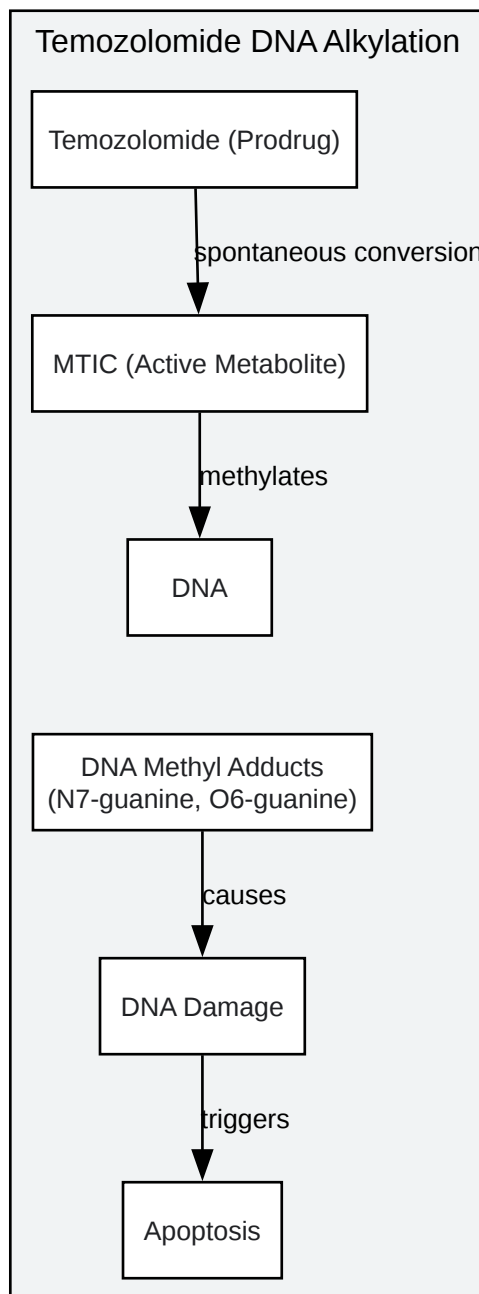 Temozolomide DNA Alkylation
Temozolomide (Prodrug)
spontaneous conversion
MTIC (Active Metabolite)
methylates
DNA
DNA Methyl Adducts
(N7-guanine, O6-guanine)
causes
DNA Damage
triggers
Apoptosis